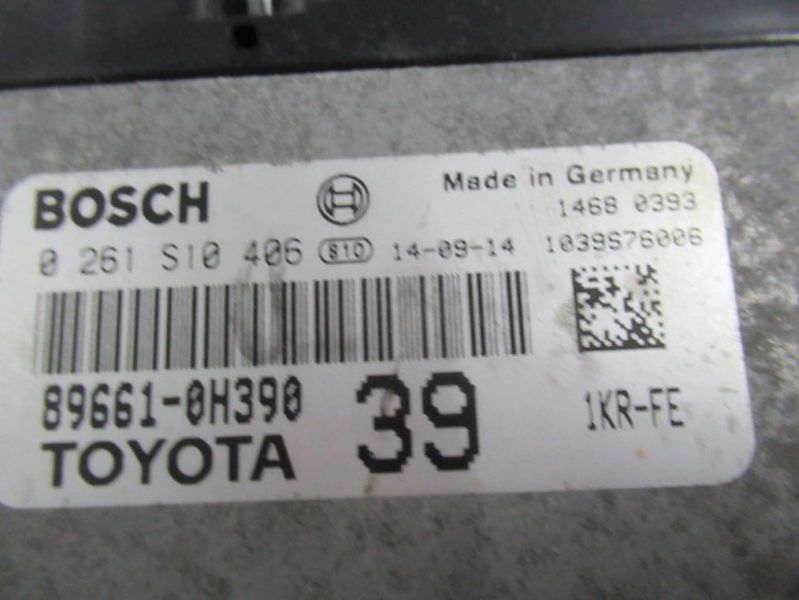 BOSCH
Made in Germany
1468 0393
0 261 S10 406 S10 14-09-14 1039S76006
89661-0H390
39
1KR-FE
TOYOTA